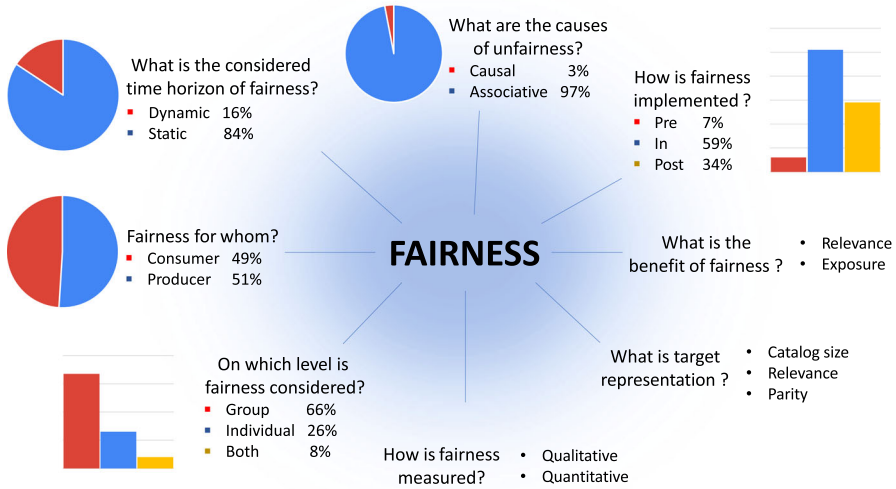 What is the considered
time horizon of fairness?
Dynamic 16%
Static 84%
What are the causes
of unfairness?
Causal 3%
Associative 97%
How is fairness
implemented ?
Pre 7%
In 59%
Post 34%
Fairness for whom?
Consumer 49%
Producer 51%
FAIRNESS
What is the
benefit of fairness ?
• Relevance
• Exposure
On which level is
fairness considered?
Group 66%
Individual 26%
Both 8%
What is target
representation ?
• Catalog size
• Relevance
• Parity
How is fairness
measured?
• Qualitative
• Quantitative